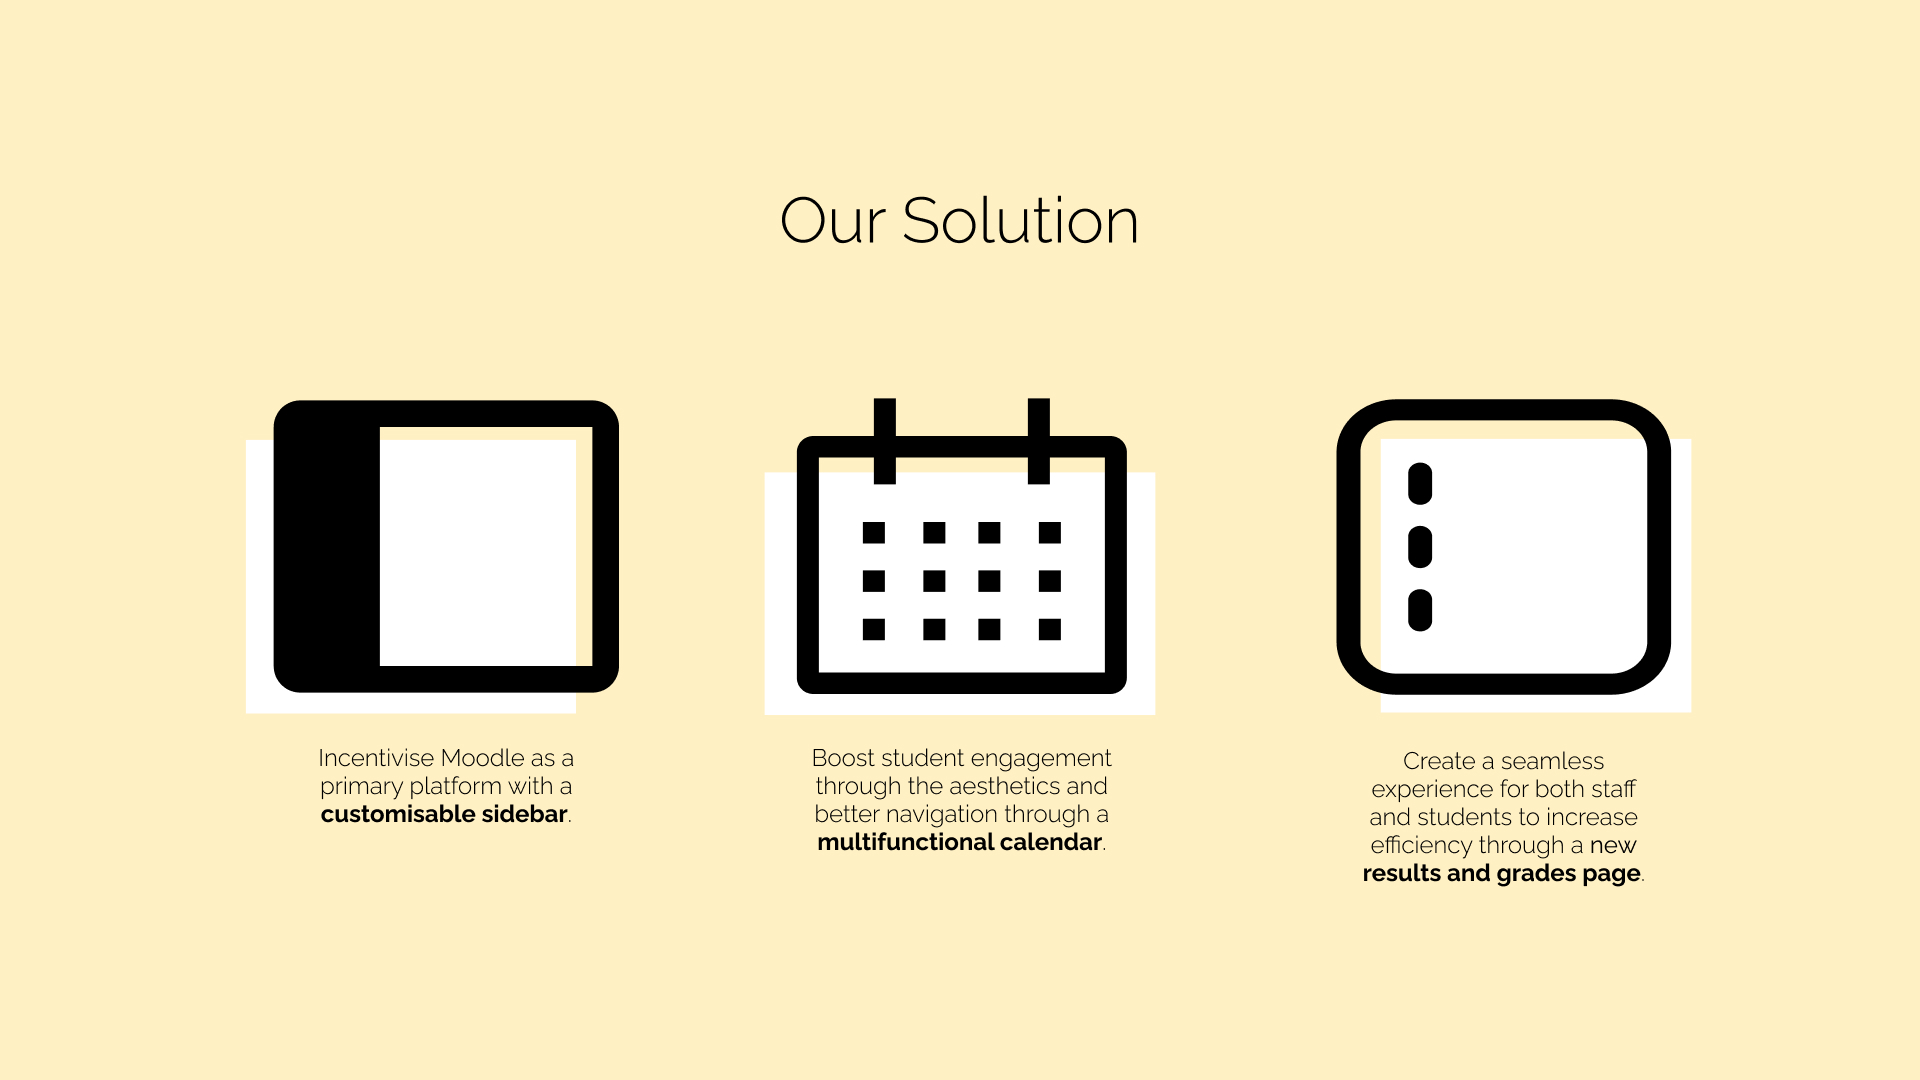 Our Solution
Incentivise Moodle as a
primary platform with a
customisable sidebar.
Boost student engagement
through the aesthetics and
better navigation through a
multifunctional calendar.
Create a seamless
experience for both staff
and students to increase
efficiency through a new
results and grades page.